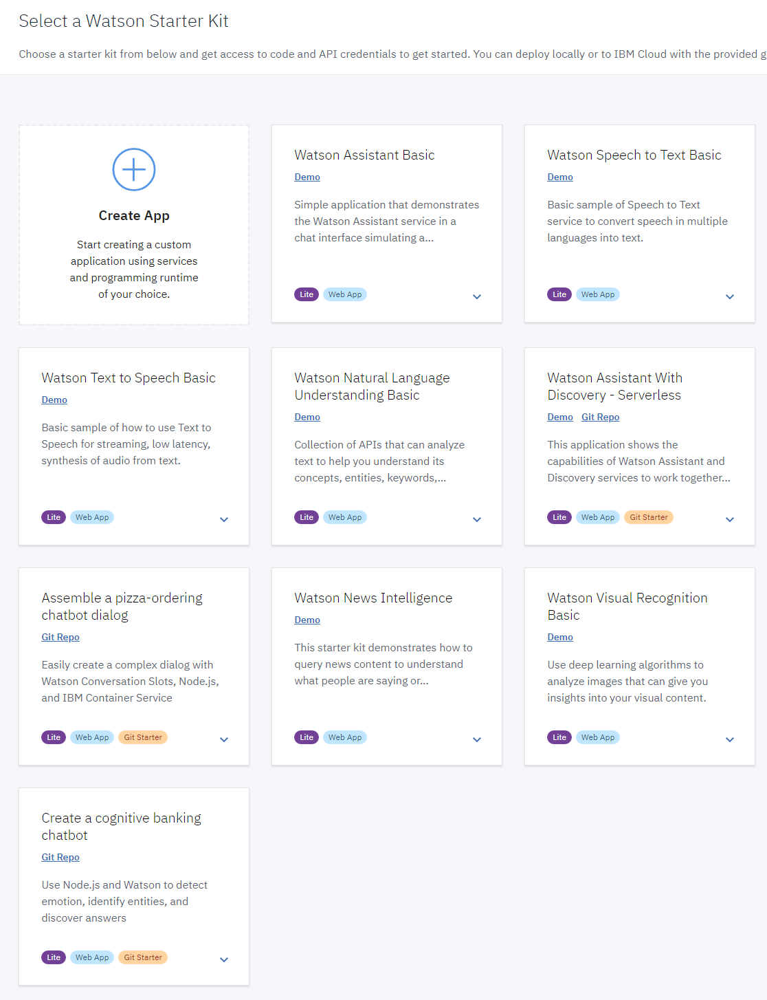 Select a Watson Starter Kit
Choose a starter kit from below and get access to code and API credentials to get started. You can deploy locally or to IBM Cloud with the provided g
Create App
Start creating a custom
application using services
and programming runtime
of your choice.
Watson Assistant Basic
Demo
Simple application that demonstrates
the Watson Assistant service in a
chat interface simulating a...
Lite Web App
Watson Speech to Text Basic
Demo
Basic sample of Speech to Text
service to convert speech in multiple
languages into text.
Lite Web App
Watson Text to Speech Basic
Demo
Basic sample of how to use Text to
Speech for streaming, low latency,
synthesis of audio from text.
Lite Web App
Watson Natural Language
Understanding Basic
Demo
Collection of APIs that can analyze
text to help you understand its
concepts, entities, keywords,...
Lite Web App
Watson Assistant With
Discovery - Serverless
Demo Git Repo
This application shows the
capabilities of Watson Assistant and
Discovery services to work together...
Lite Web App Git Starter
Assemble a pizza-ordering
chatbot dialog
Git Repo
Easily create a complex dialog with
Watson Conversation Slots, Node.js,
and IBM Container Service
Lite Web App Git Starter
Watson News Intelligence
Demo
This starter kit demonstrates how to
query news content to understand
what people are saying or...
Lite Web App
Watson Visual Recognition
Basic
Demo
Use deep learning algorithms to
analyze images that can give you
insights into your visual content.
Lite Web App
Create a cognitive banking
chatbot
Git Repo
Use Node.js and Watson to detect
emotion, identify entities, and
discover answers
Lite Web App Git Starter